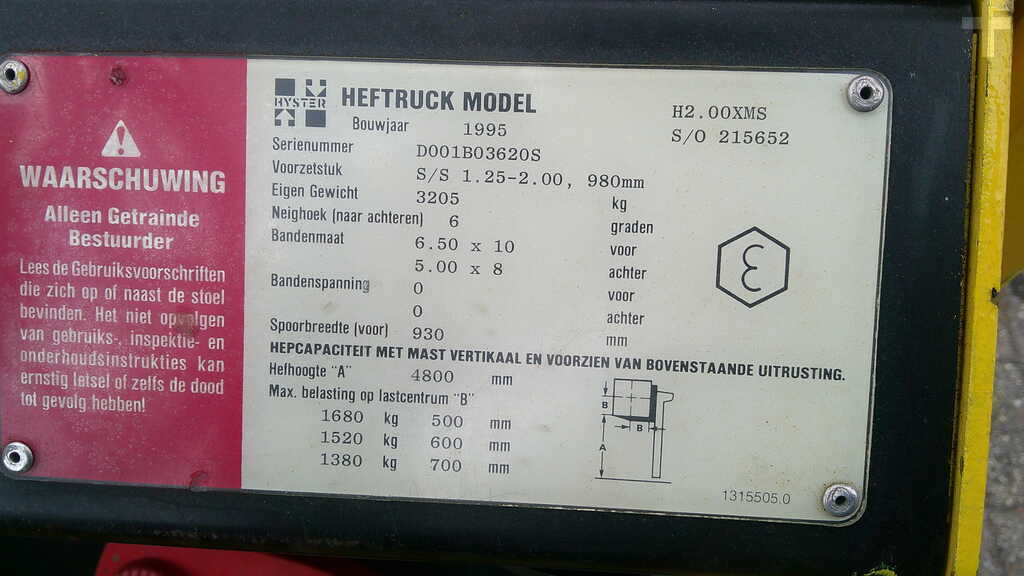 WAARSCHUWING
Alleen Getrainde
Bestuurder
Lees de Gebruiksvoorschriften
die zich op of naast de stoel
bevinden. Het niet opvolgen
van gebruiks-, inspektie- en
onderhoudsinstrukties kan
ernstig letsel of zelfs de dood
tot gevolg hebben!
HYSTER
HEFTRUCK MODEL H2.00XMS
Bouwjaar 1995 S/O 215652
Serienummer D001B03620S
Voorzetstuk S/S 1.25-2.00, 980mm
Eigen Gewicht 3205 kg
Neighoek (naar achteren) 6 graden
Bandenmaat 6.50 x 10 voor
5.00 x 8 achter
Bandenspanning 0 voor
0 achter
Spoorbreedte (voor) 930 mm
HEPCAPACITEIT MET MAST VERTIKAAL EN VOORZIEN VAN BOVENSTAANDE UITRUSTING.
Hefhoogte "A" 4800 mm
Max. belasting op lastcentrum "B"
1680 kg 500 mm
1520 kg 600 mm
1380 kg 700 mm
B
B
A
1315505.0